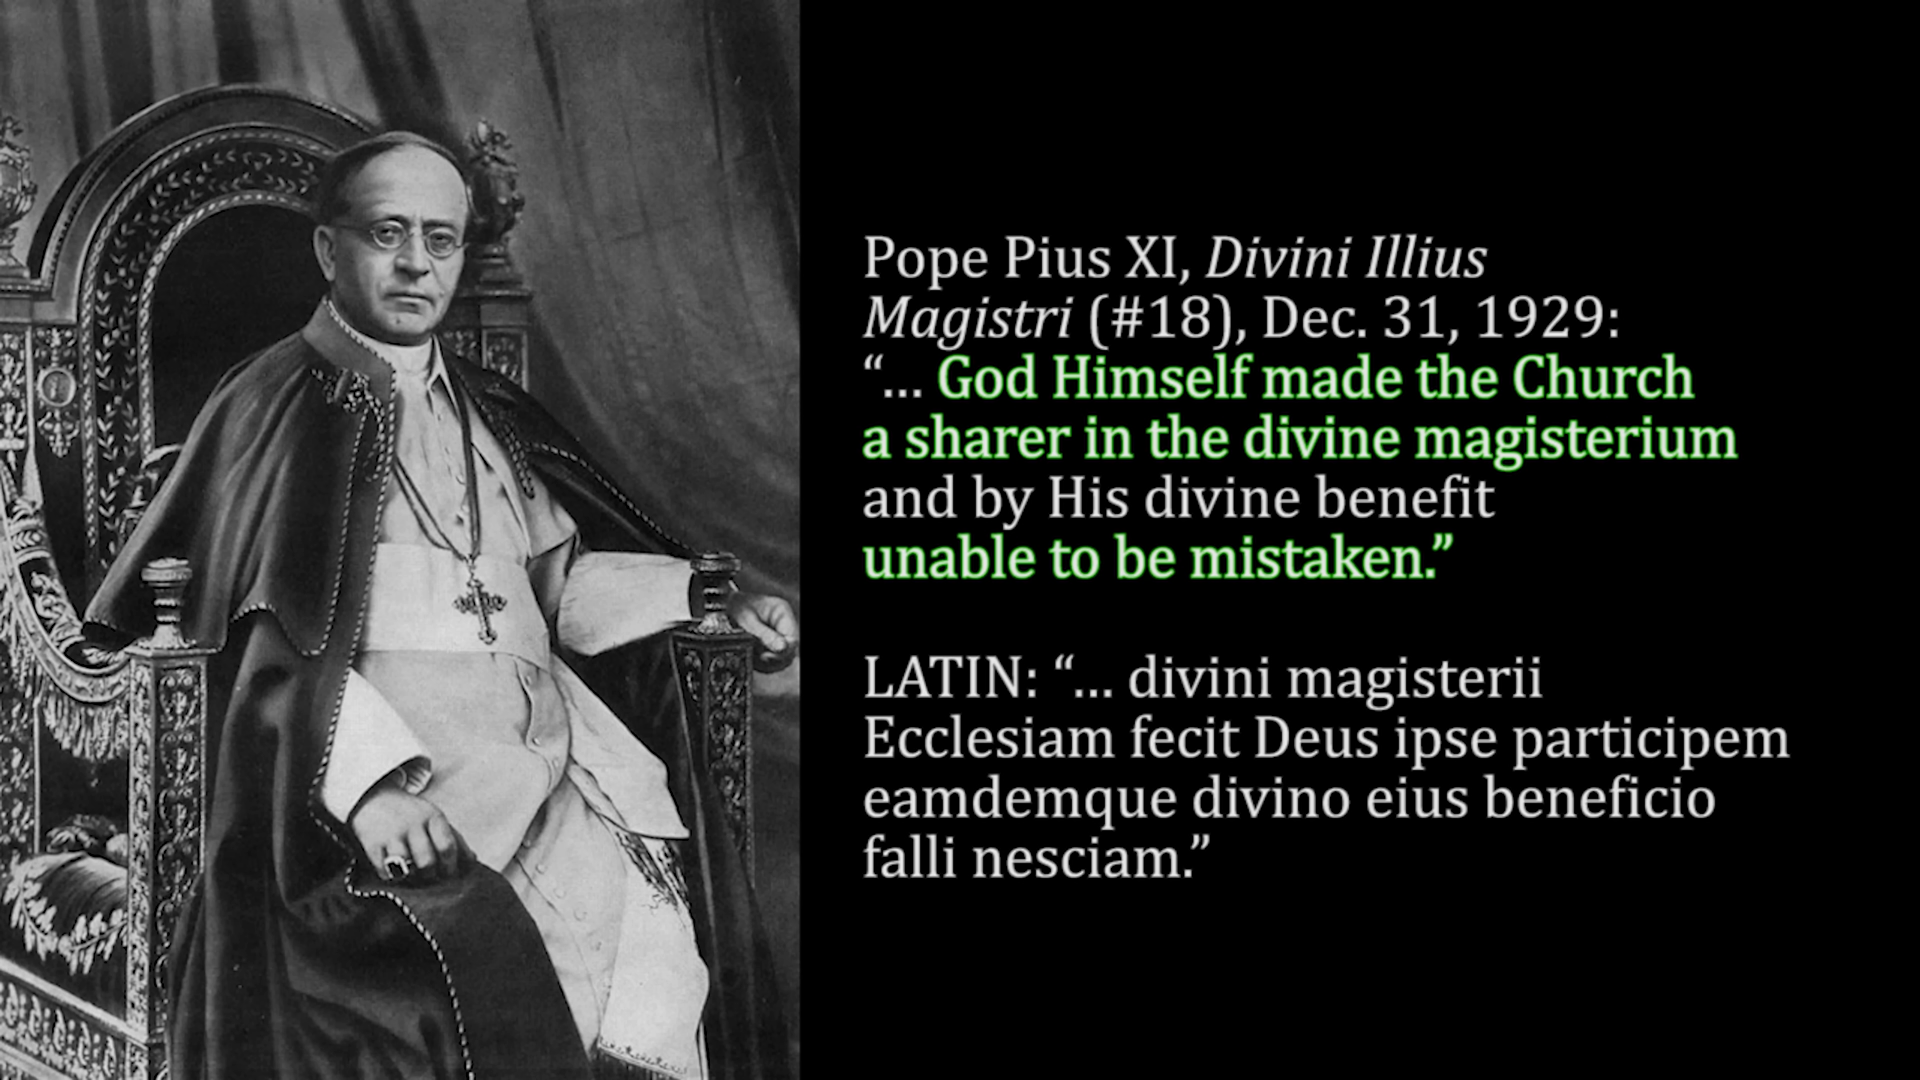 Pope Pius XI, Divini Illius
Magistri (#18), Dec. 31, 1929:
“... God Himself made the Church
a sharer in the divine magisterium
and by His divine benefit
unable to be mistaken.”
LATIN: “... divini magisterii
Ecclesiam fecit Deus ipse participem
eamdemque divino eius beneficio
falli nesciam.”